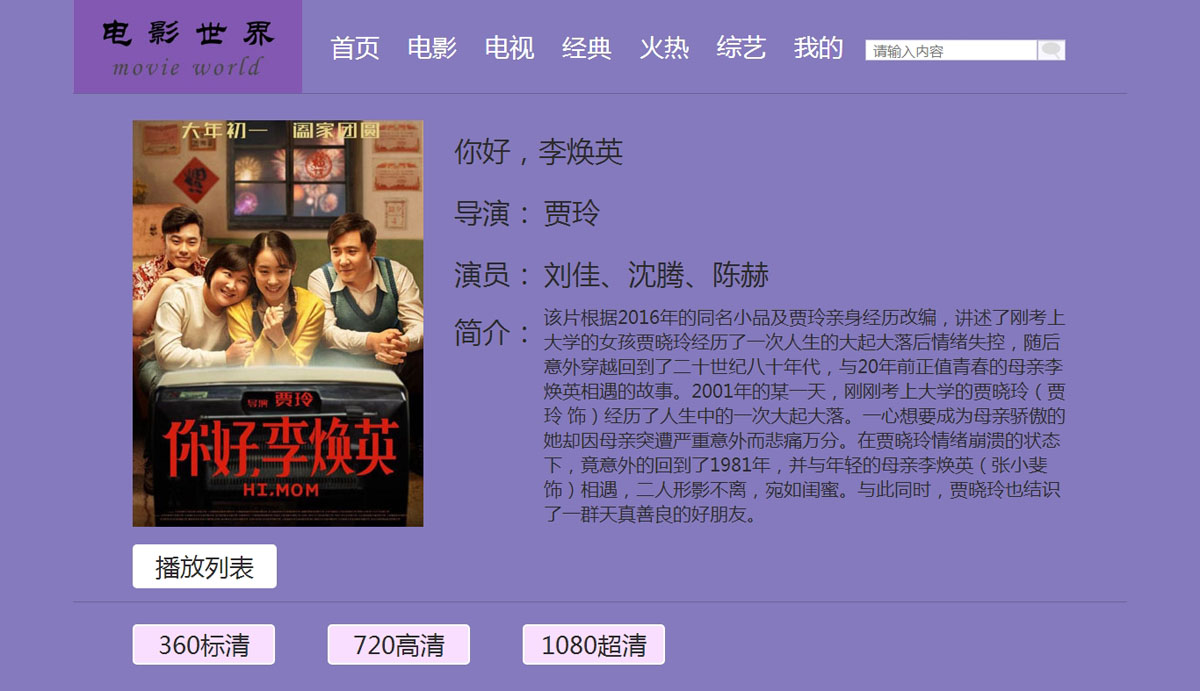 电影世界
movie world
首页 电影 电视 经典 火热 综艺 我的
请输入内容
大年初一 阖家团圆
导演 贾玲
你好,李焕英
HI,MOM
你好，李焕英
导演： 贾玲
演员： 刘佳、沈腾、陈赫
简介：
该片根据2016年的同名小品及贾玲亲身经历改编，讲述了刚考上
大学的女孩贾晓玲经历了一次人生的大起大落后情绪失控，随后
意外穿越回到了二十世纪八十年代，与20年前正值青春的母亲李
焕英相遇的故事。2001年的某一天，刚刚考上大学的贾晓玲（贾
玲 饰）经历了人生中的一次大起大落。一心想要成为母亲骄傲的
她却因母亲突遭严重意外而悲痛万分。在贾晓玲情绪崩溃的状态
下，竟意外的回到了1981年，并与年轻的母亲李焕英（张小斐
饰）相遇，二人形影不离，宛如闺蜜。与此同时，贾晓玲也结识
了一群天真善良的好朋友。
播放列表
360标清
720高清
1080超清